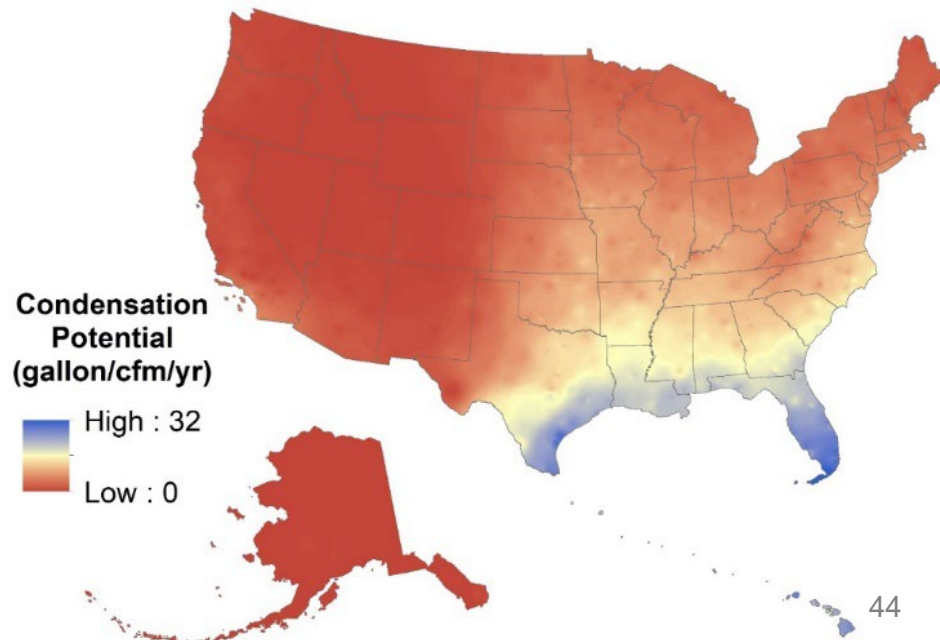 Condensation
Potential
(gallon/cfm/yr)
High : 32
Low : 0
44